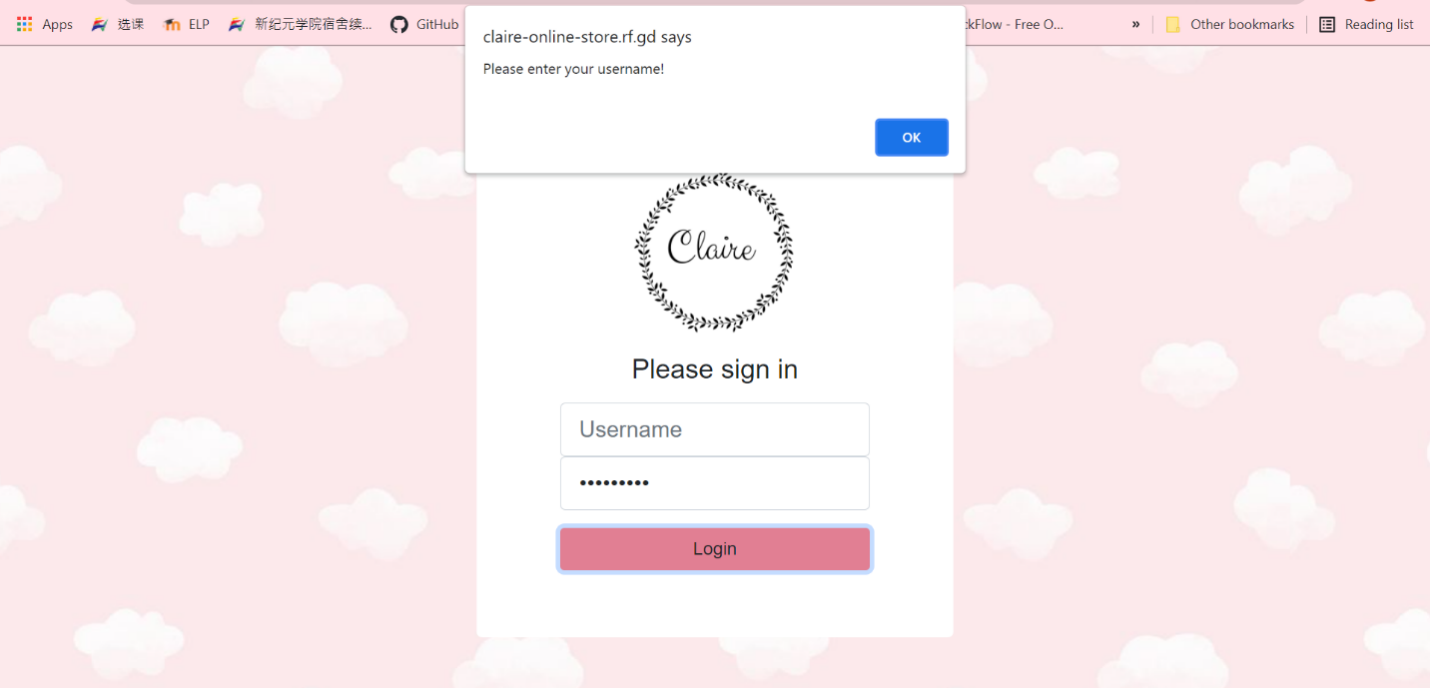 Apps 选课 ELP 新纪元学院宿舍续... GitHub
ckFlow - Free O... » Other bookmarks Reading list
claire-online-store.rf.gd says
Please enter your username!
OK
Claire
Please sign in
Username
•••••••••
Login